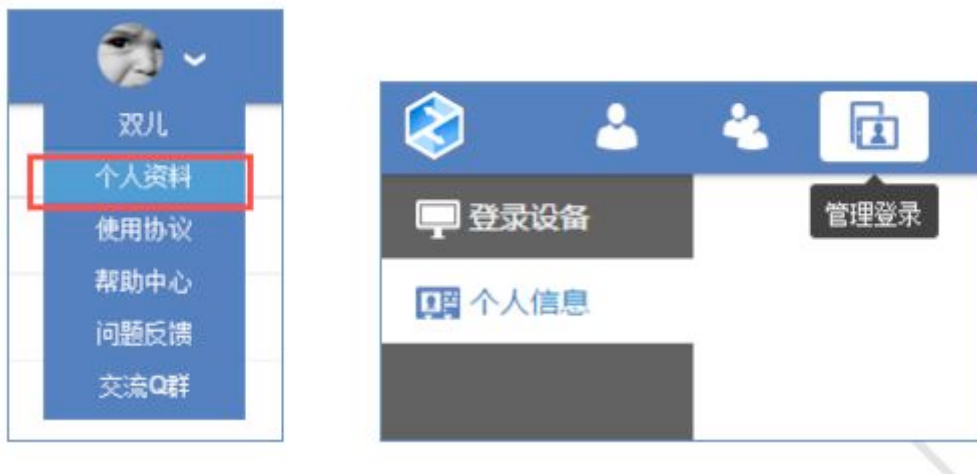 双儿
个人资料
使用协议
帮助中心
问题反馈
交流Q群
管理登录
登录设备
个人信息